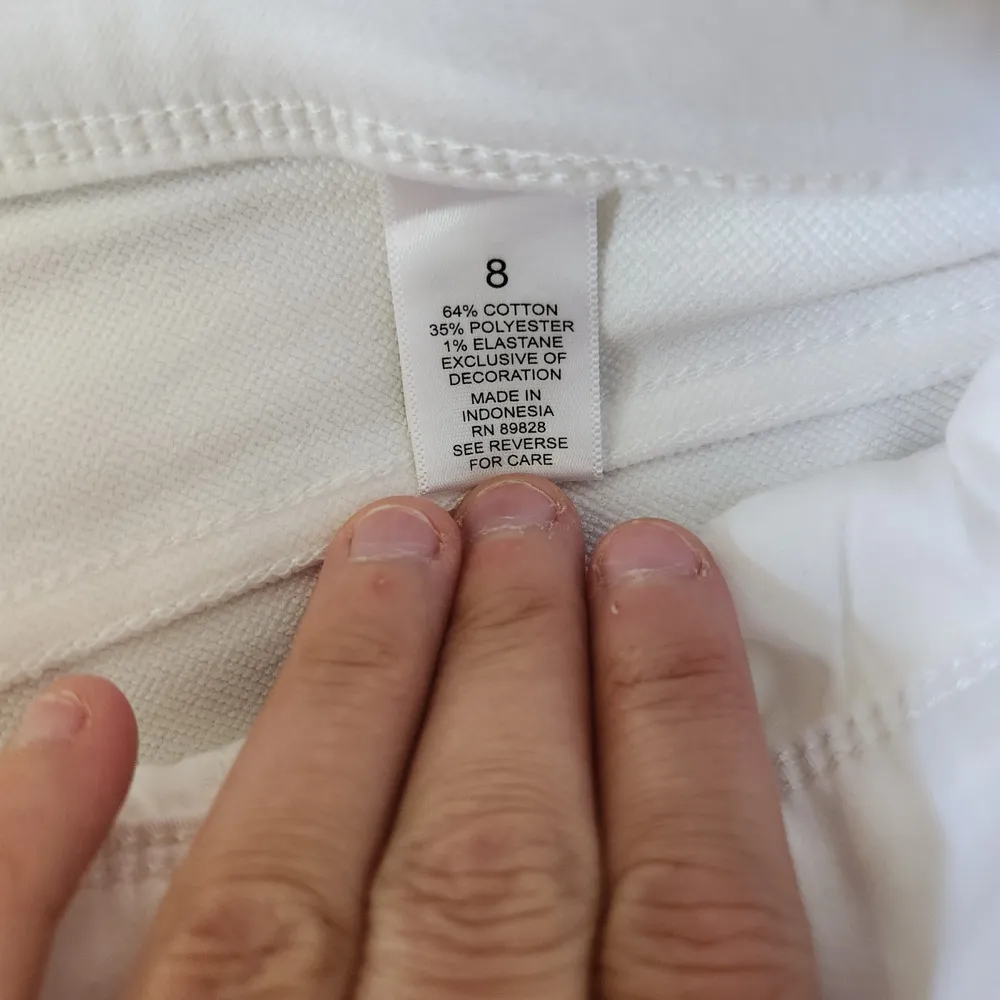 8
64% COTTON
35% POLYESTER
1% ELASTANE
EXCLUSIVE OF
DECORATION
MADE IN
INDONESIA
RN 89828
SEE REVERSE
FOR CARE